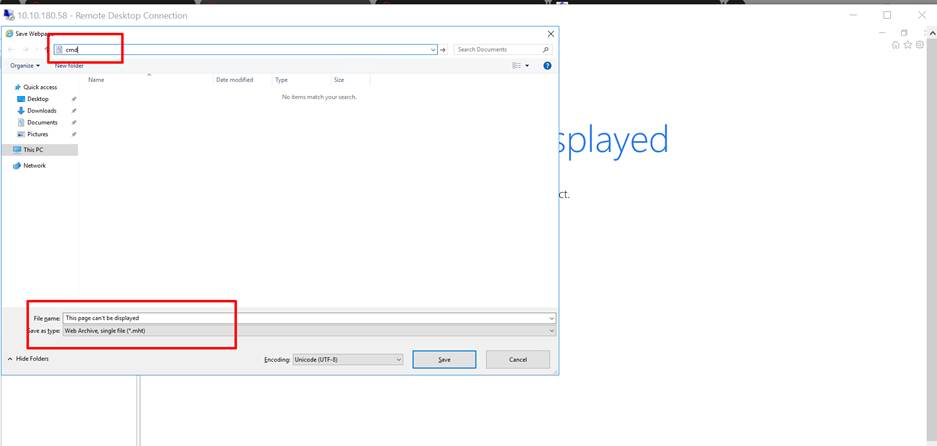 10.10.180.58 - Remote Desktop Connection
Save Webpage
cmd
Search Documents
Organize
New folder
Name
Date modified
Type
Size
No items match your search.
Quick access
Desktop
Downloads
Documents
Pictures
This PC
Network
splayed
ct.
File name:
This page can't be displayed
Save as type:
Web Archive, single file (*.mht)
Hide Folders
Encoding:
Unicode (UTF-8)
Save
Cancel